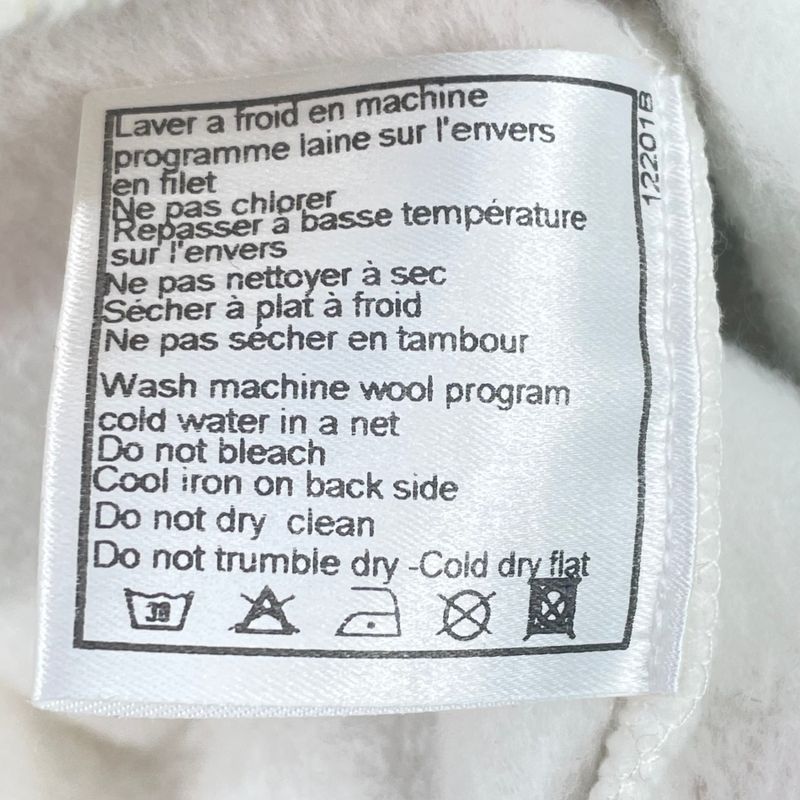 Laver a froid en machine
programme laine sur l'envers
en filet
Ne pas chlorer
Repasser à basse température
sur l'envers
Ne pas nettoyer à sec
Sécher à plat à froid
Ne pas sécher en tambour
Wash machine wool program
cold water in a net
Do not bleach
Cool iron on back side
Do not dry clean
Do not trumble dry -Cold dry flat
30
122018